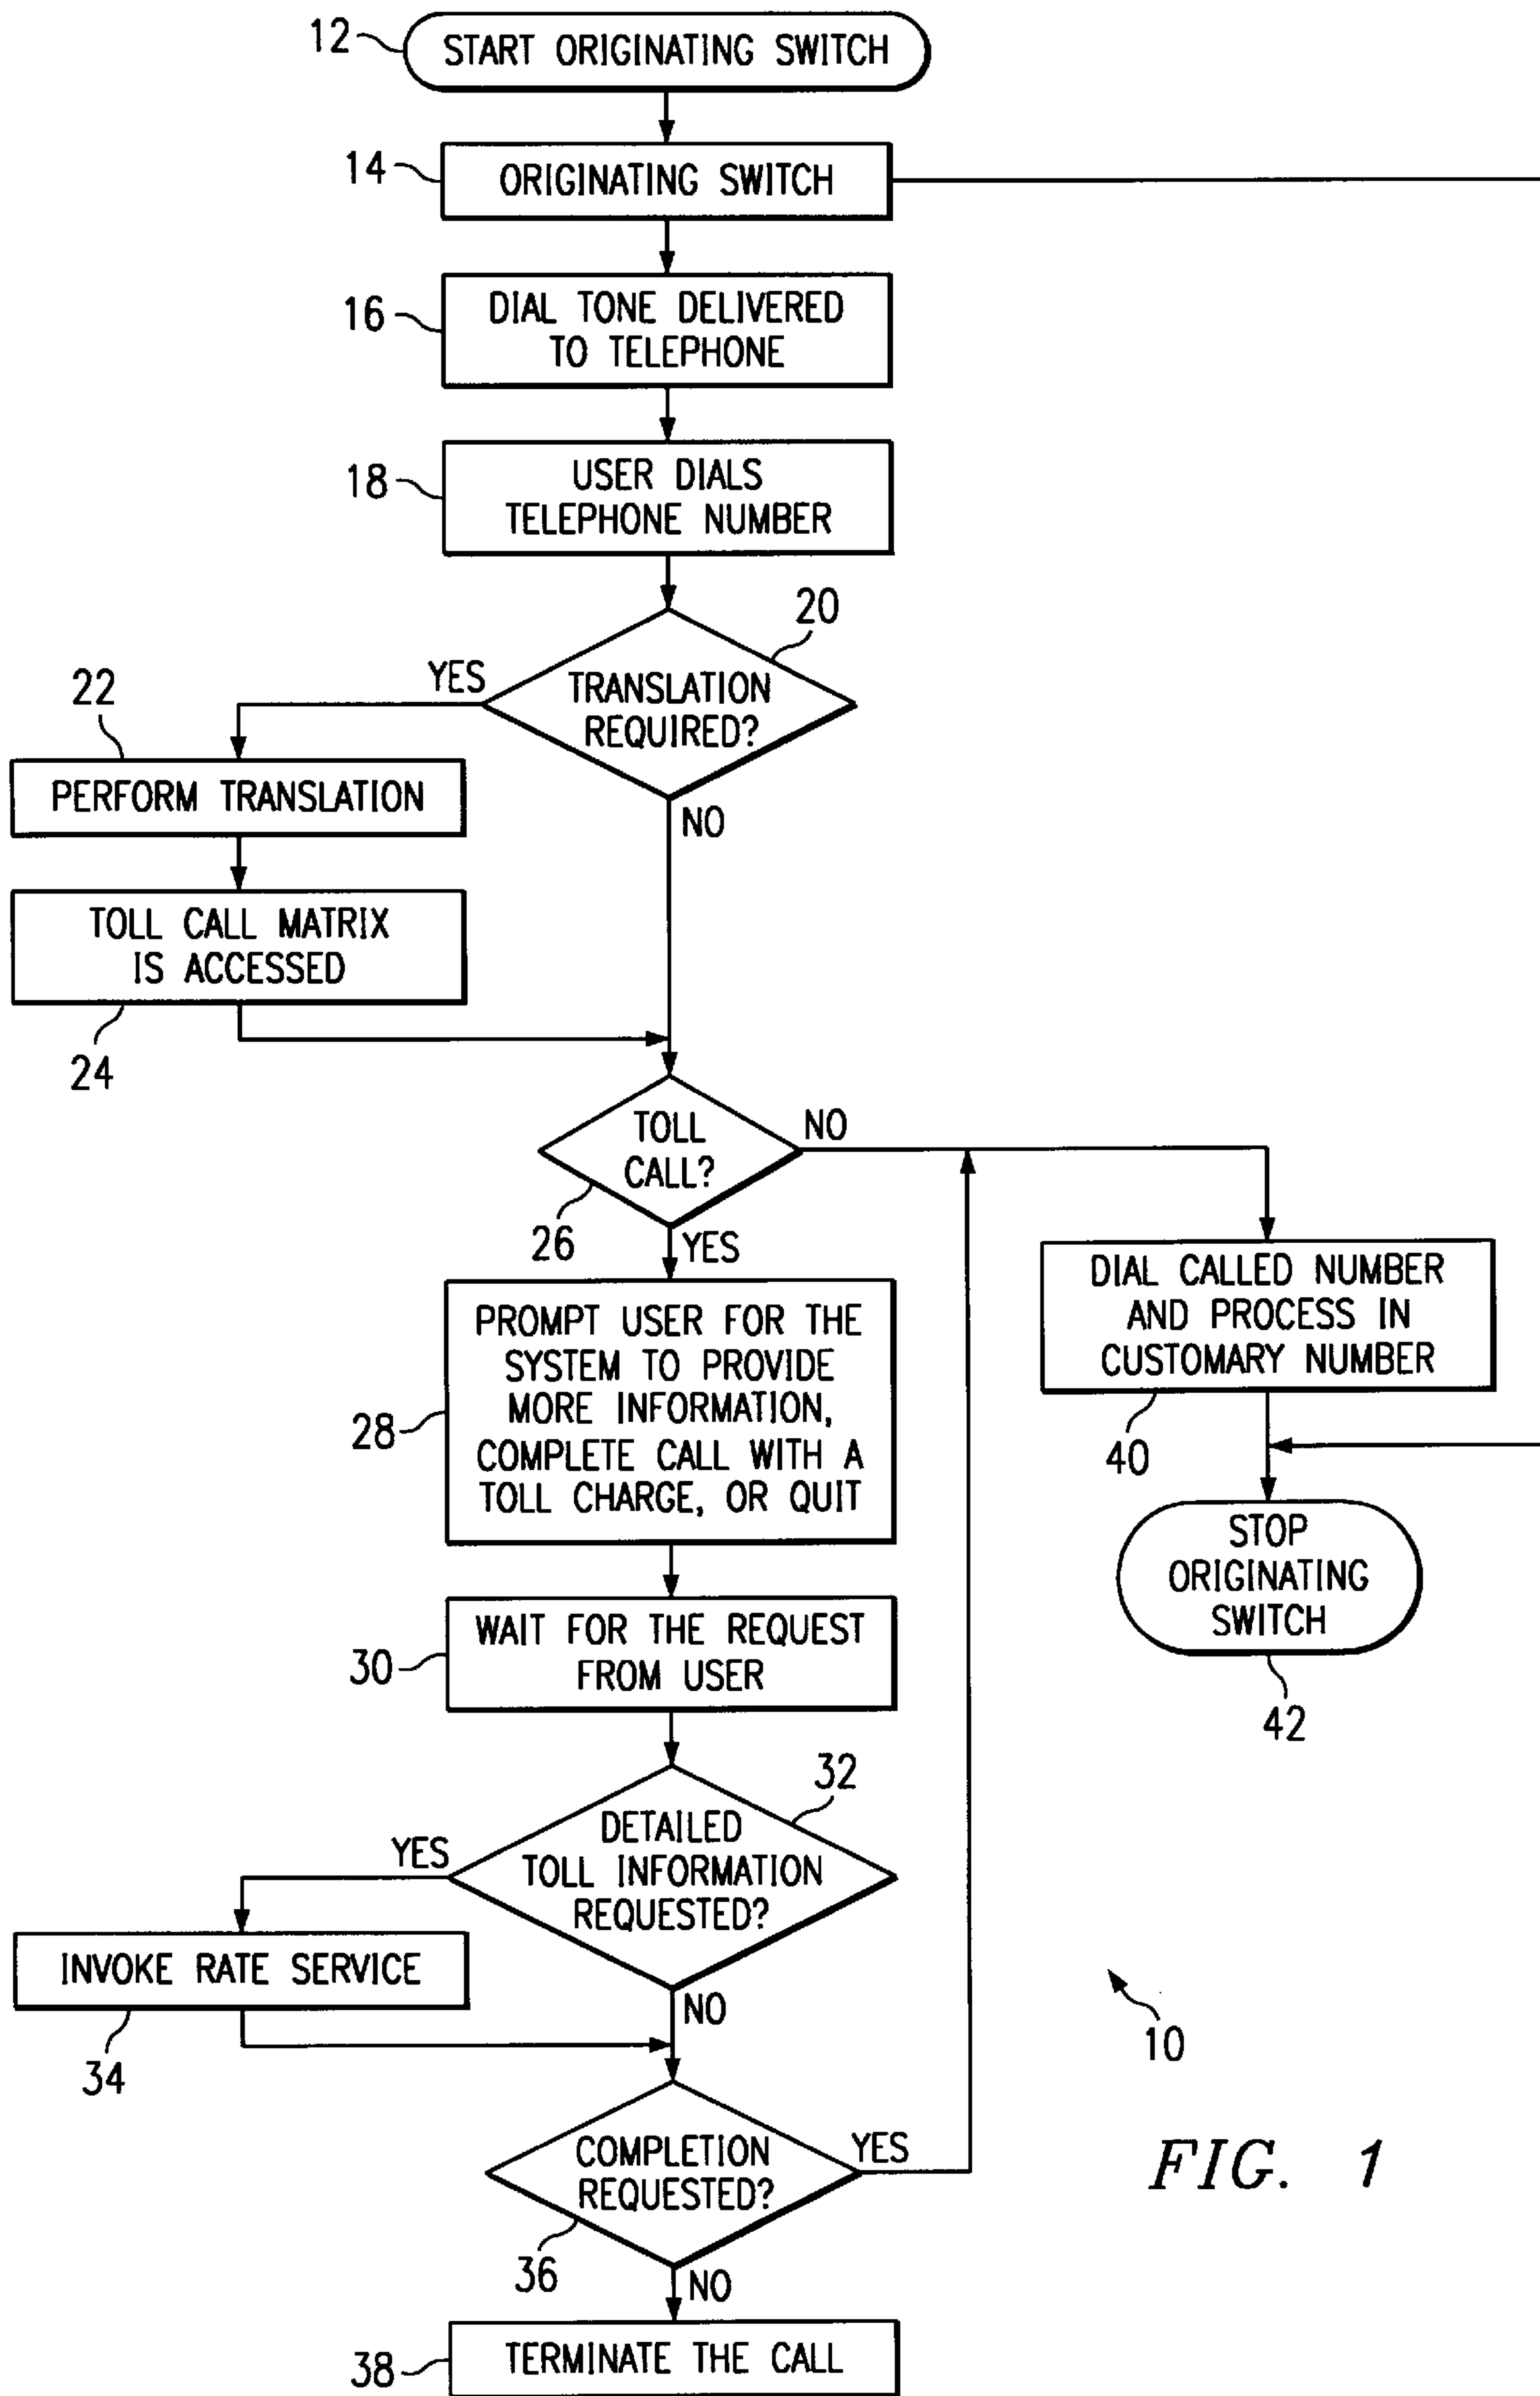 12
START ORIGINATING SWITCH
14
ORIGINATING SWITCH
16
DIAL TONE DELIVERED
TO TELEPHONE
18
USER DIALS
TELEPHONE NUMBER
20
TRANSLATION
REQUIRED?
YES
NO
22
PERFORM TRANSLATION
TOLL CALL MATRIX
IS ACCESSED
24
TOLL
CALL?
NO
26
YES
28
PROMPT USER FOR THE
SYSTEM TO PROVIDE
MORE INFORMATION,
COMPLETE CALL WITH A
TOLL CHARGE, OR QUIT
DIAL CALLED NUMBER
AND PROCESS IN
CUSTOMARY NUMBER
40
STOP
ORIGINATING
SWITCH
42
30
WAIT FOR THE REQUEST
FROM USER
32
DETAILED
TOLL INFORMATION
REQUESTED?
YES
NO
INVOKE RATE SERVICE
34
COMPLETION
REQUESTED?
YES
36
NO
38
TERMINATE THE CALL
10
FIG. 1